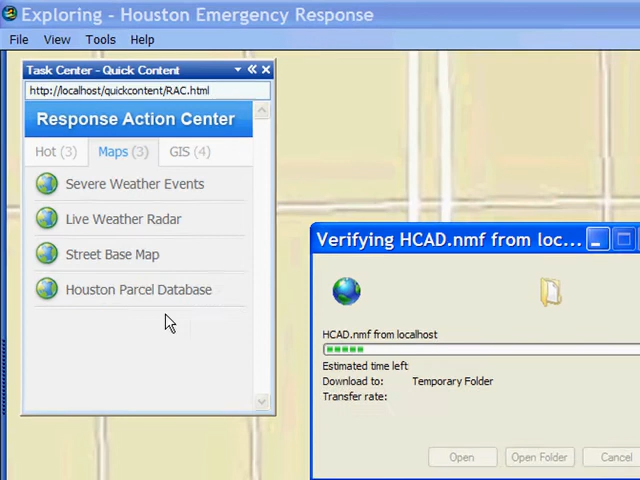 Exploring - Houston Emergency Response
File View Tools Help
Task Center - Quick Content
http://localhost/quickcontent/RAC.html
Response Action Center
Hot (3) Maps (3) GIS (4)
Severe Weather Events
Live Weather Radar
Street Base Map
Houston Parcel Database
Verifying HCAD.nmf from loc...
HCAD.nmf from localhost
Estimated time left
Download to: Temporary Folder
Transfer rate:
Open Open Folder Cancel